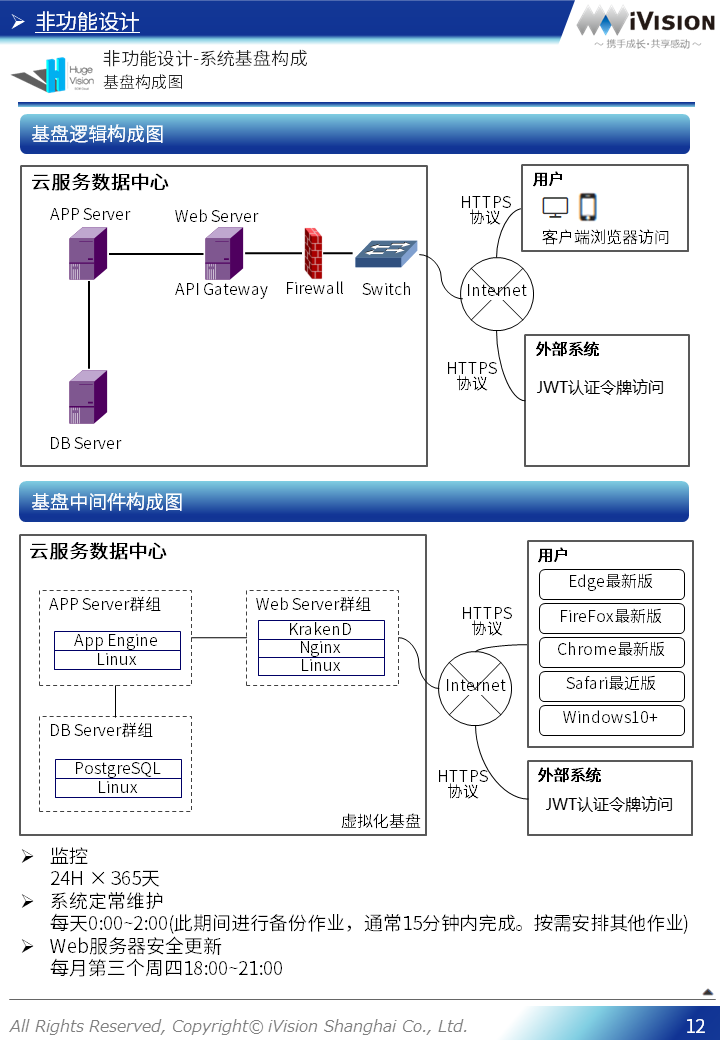 非功能设计
iVision
～ 携手成长·共享感动 ～
Huge
Vision
非功能设计-系统基盘构成
基盘构成图
基盘逻辑构成图
云服务数据中心
APP Server
Web Server
API Gateway
Firewall
Switch
DB Server
HTTPS
协议
Internet
HTTPS
协议
用户
客户端浏览器访问
外部系统
JWT认证令牌访问
基盘中间件构成图
云服务数据中心
APP Server群组
App Engine
Linux
Web Server群组
KrakenD
Nginx
Linux
DB Server群组
PostgreSQL
Linux
虚拟化基盘
HTTPS
协议
Internet
HTTPS
协议
用户
Edge最新版
FireFox最新版
Chrome最新版
Safari最近版
Windows10+
外部系统
JWT认证令牌访问
监控
24H × 365天
系统定常维护
每天0:00~2:00(此期间进行备份作业，通常15分钟内完成。按需安排其他作业)
Web服务器安全更新
每月第三个周四18:00~21:00
All Rights Reserved, Copyright© iVision Shanghai Co., Ltd.
12